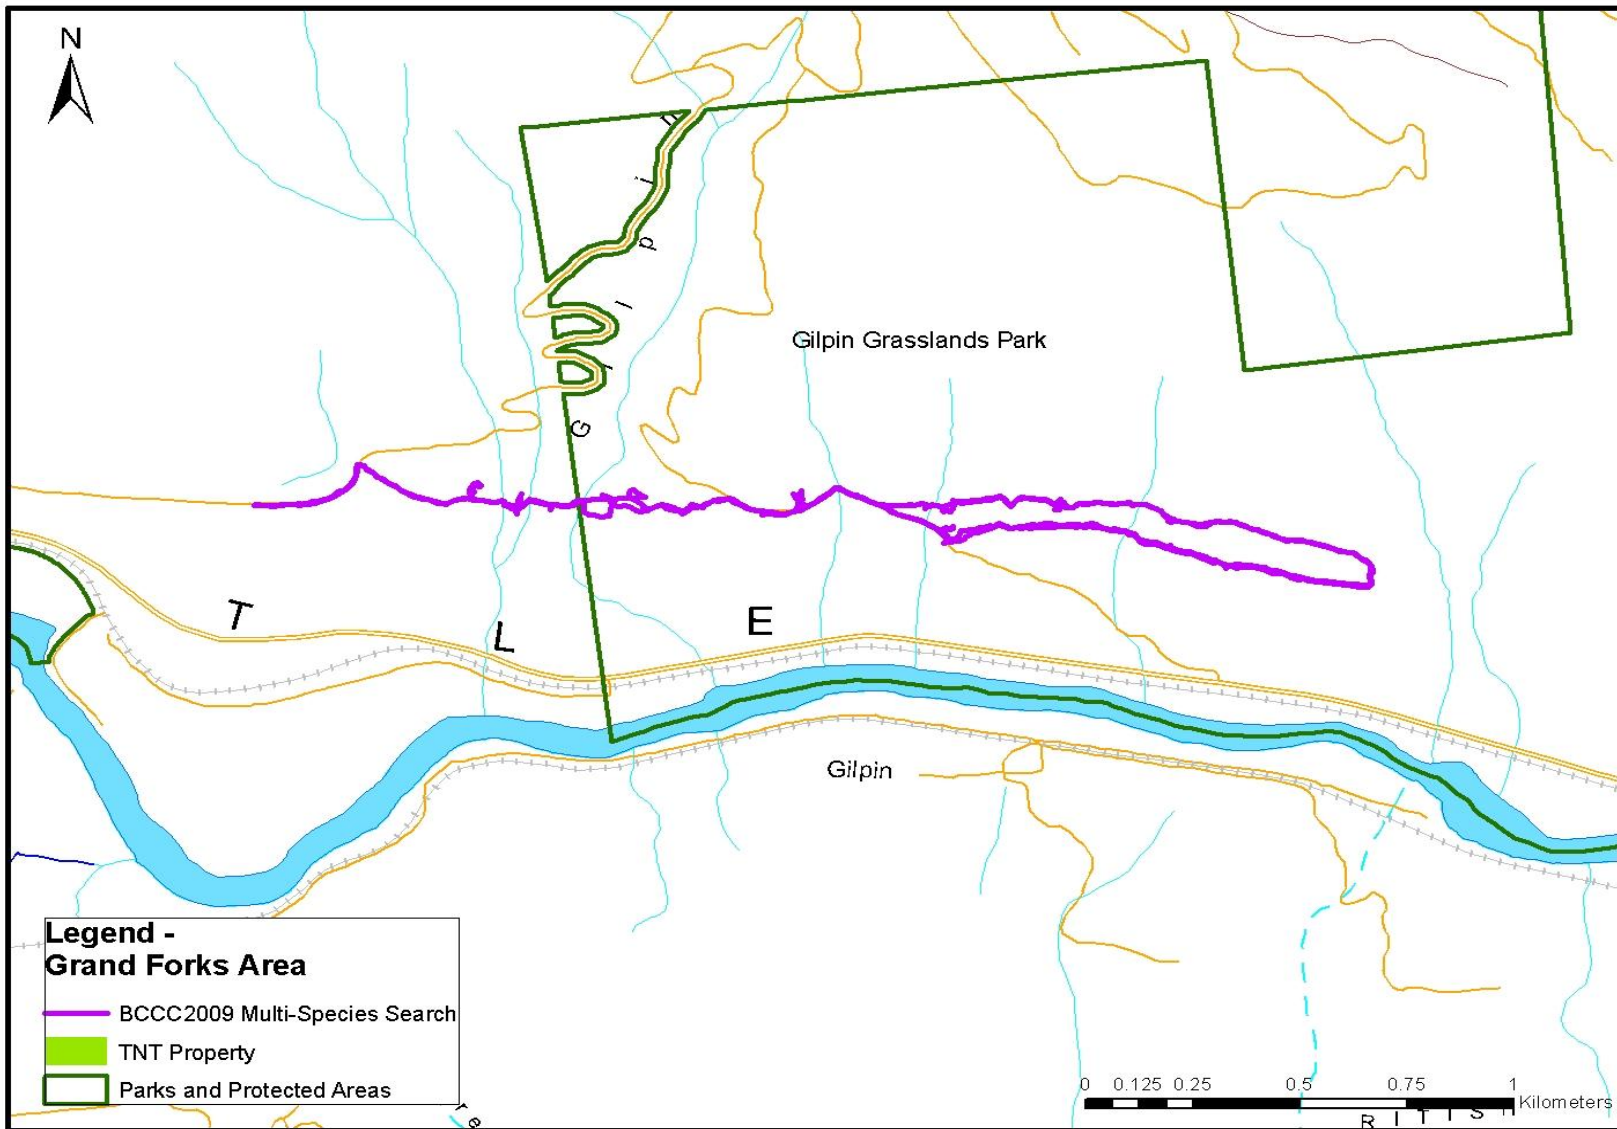 N
Gilpin
Gilpin Grasslands Park
T L E
Gilpin
Legend -
Grand Forks Area
BCCC2009 Multi-Species Search
TNT Property
Parks and Protected Areas
0 0.125 0.25 0.5 0.75 1
Kilometers
R I T I S
r e